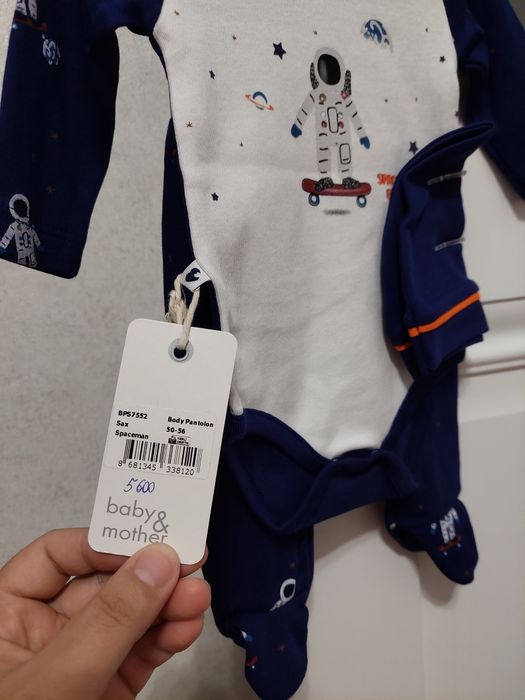 BPS7552 Body Pantolon
Sax 50-56
Spaceman
8 681345 338120
5600
baby &
mother